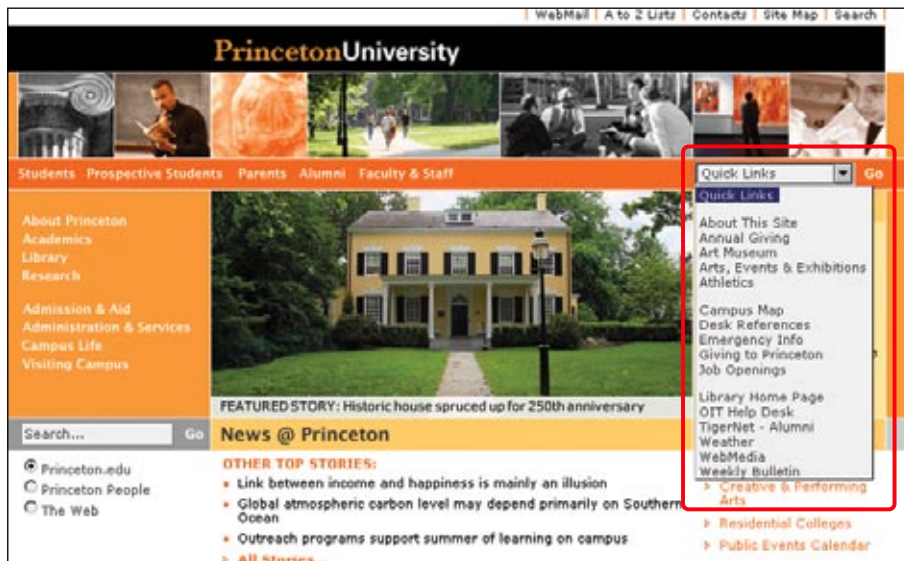 | WebMail | A to Z Lists | Contacts | Site Map | Search |
PrincetonUniversity
Students Prospective Students Parents Alumni Faculty & Staff
Quick Links Go
Quick Links
About This Site
Annual Giving
Art Museum
Arts, Events & Exhibitions
Athletics
Campus Map
Desk References
Emergency Info
Giving to Princeton
Job Openings
Library Home Page
OIT Help Desk
TigerNet - Alumni
Weather
WebMedia
Weekly Bulletin
About Princeton
Academics
Library
Research
Admission & Aid
Administration & Services
Campus Life
Visiting Campus
FEATURED STORY: Historic house spruced up for 250th anniversary
Search... Go
Princeton.edu
Princeton People
The Web
News @ Princeton
OTHER TOP STORIES:
• Link between income and happiness is mainly an illusion
• Global atmospheric carbon level may depend primarily on Southern
Ocean
• Outreach programs support summer of learning on campus
> All Stories...
> Creative & Performing
Arts
> Residential Colleges
> Public Events Calendar